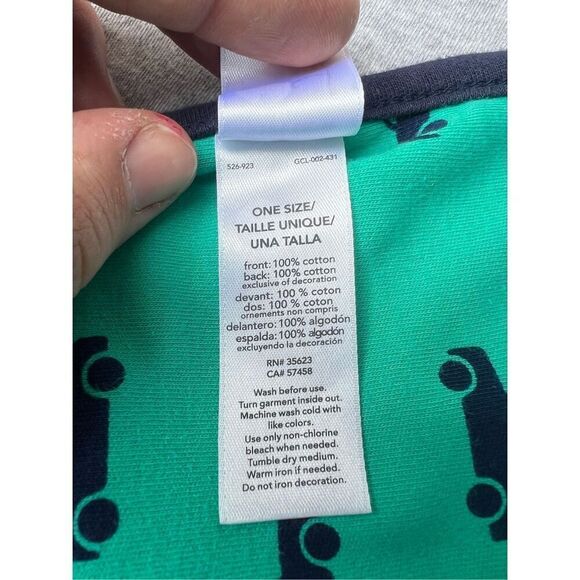 526-923 GCL-002-431
ONE SIZE/
TAILLE UNIQUE/
UNA TALLA
front: 100% cotton
back: 100% cotton
exclusive of decoration
devant: 100 % coton
dos: 100 % coton
ornements non compris
delantero: 100% algodón
espalda: 100% algodón
excluyendo la decoración
RN# 35623
CA# 57458
Wash before use.
Turn garment inside out.
Machine wash cold with
like colors.
Use only non-chlorine
bleach when needed.
Tumble dry medium.
Warm iron if needed.
Do not iron decoration.